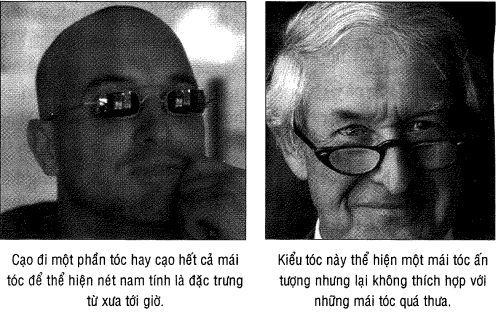 Cạo đi một phần tóc hay cạo hết cả mái
tóc để thể hiện nét nam tính là đặc trưng
từ xưa tới giờ.
Kiểu tóc này thể hiện một mái tóc ấn
tượng nhưng lại không thích hợp với
những mái tóc quá thưa.